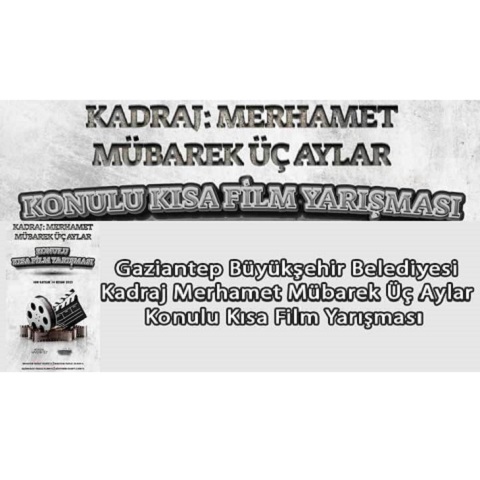 KADRAJ: MERHAMET
MÜBAREK ÜÇ AYLAR
KONULU KISA FİLM YARIŞMASI
KADRAJ: MERHAMET
MÜBAREK ÜÇ AYLAR
KONULU
KISA FİLM YARIŞMASI
Gaziantep Büyükşehir Belediyesi
Kadraj Merhamet Mübarek Üç Aylar
Konulu Kısa Film Yarışması